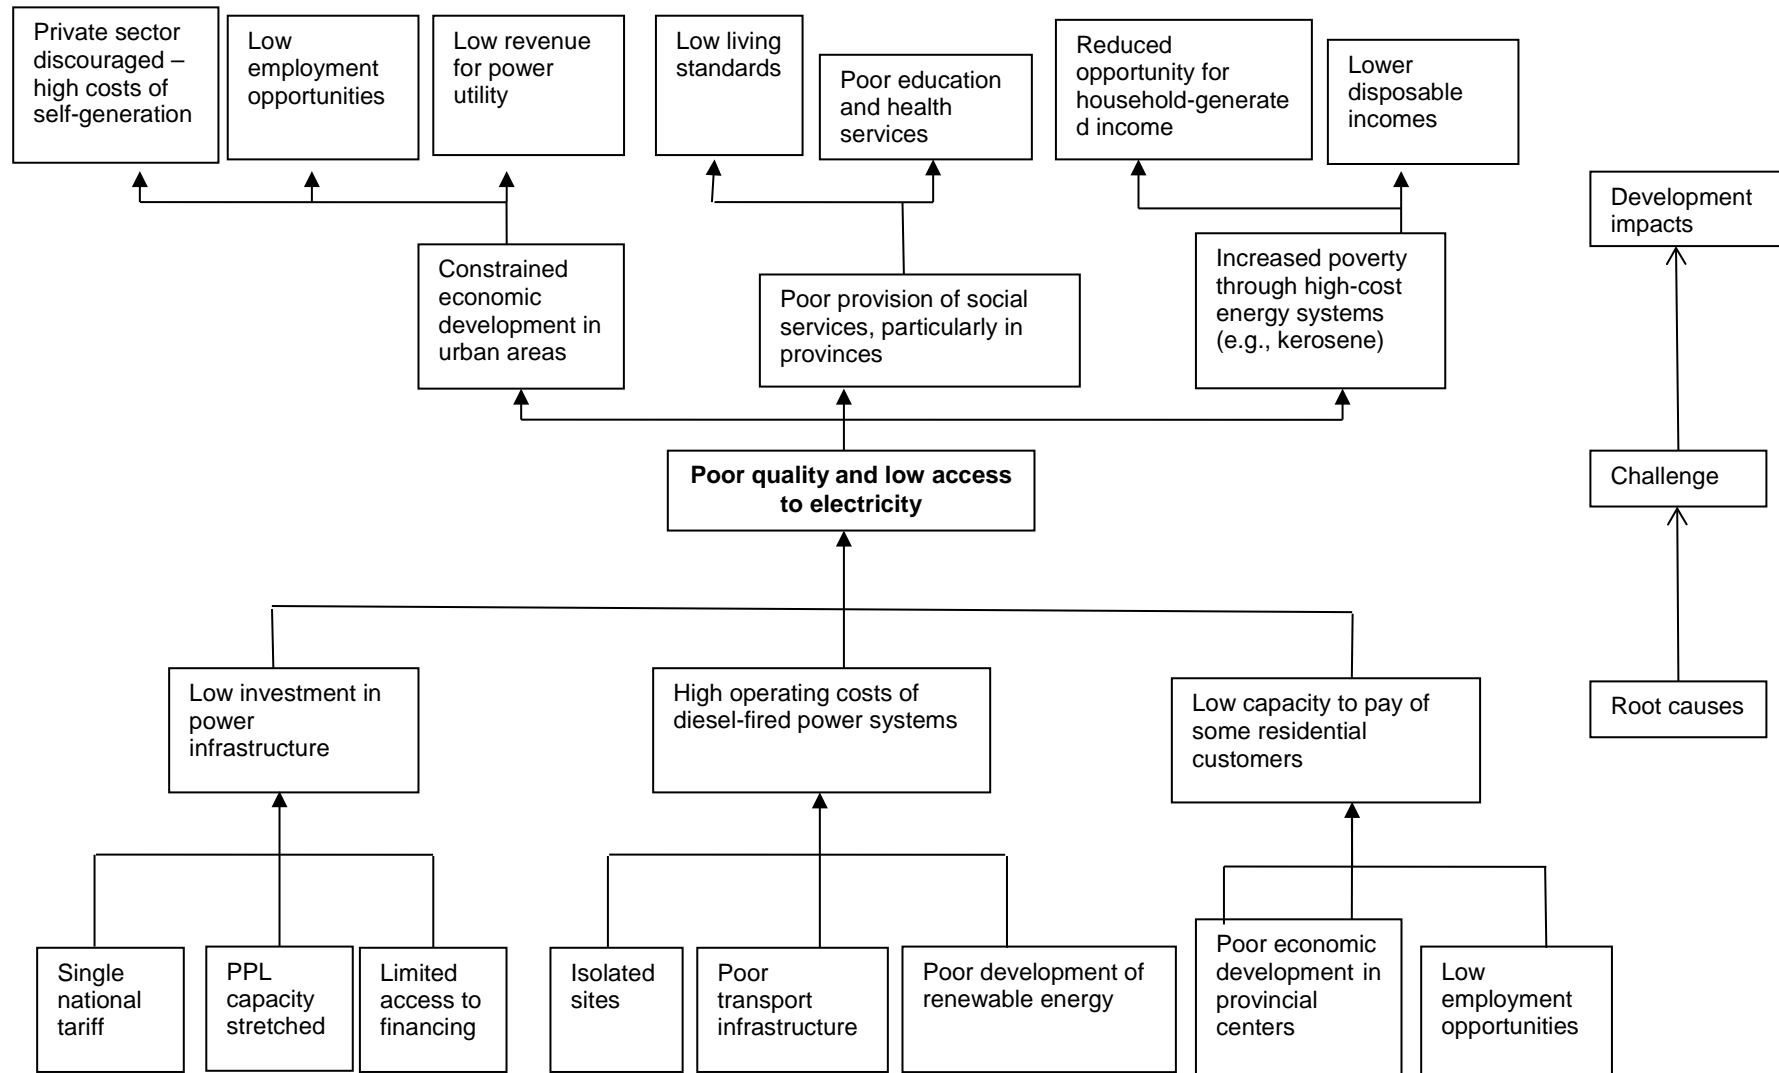 Private sector
discouraged –
high costs of
self-generation
Low
employment
opportunities
Low revenue
for power
utility
Low living
standards
Poor education
and health
services
Reduced
opportunity for
household-generate
d income
Lower
disposable
incomes
Development
impacts
Constrained
economic
development in
urban areas
Poor provision of social
services, particularly in
provinces
Increased poverty
through high-cost
energy systems
(e.g., kerosene)
Poor quality and low access
to electricity
Challenge
Low investment in
power
infrastructure
High operating costs of
diesel-fired power systems
Low capacity to pay of
some residential
customers
Root causes
Single
national
tariff
PPL
capacity
stretched
Limited
access to
financing
Isolated
sites
Poor
transport
infrastructure
Poor development of
renewable energy
Poor economic
development in
provincial
centers
Low
employment
opportunities